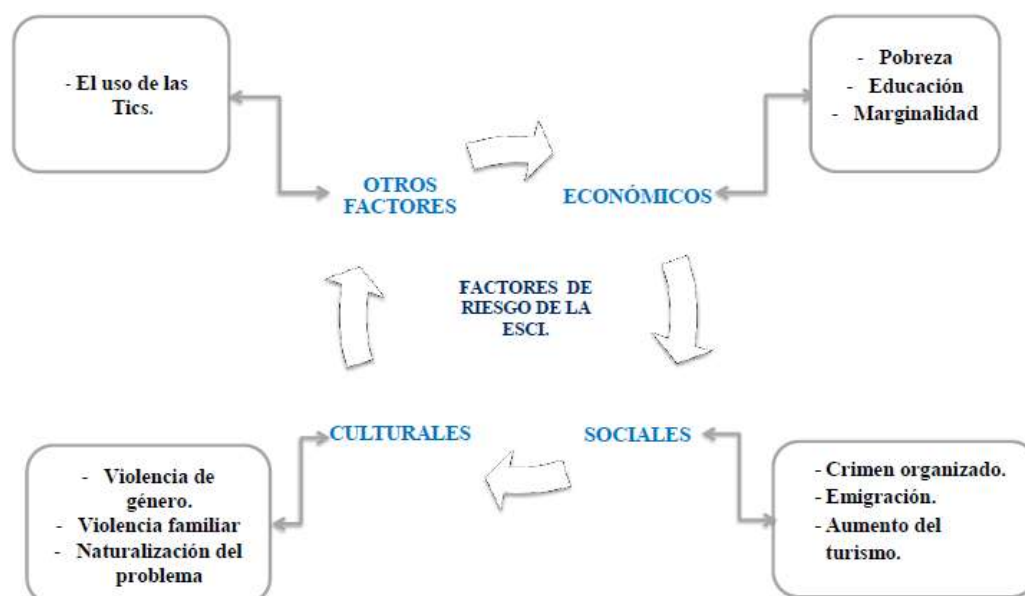 - El uso de las
Tics.
- Pobreza
- Educación
- Marginalidad
OTROS
FACTORES
ECONÓMICOS
FACTORES DE
RIESGO DE LA
ESCI.
CULTURALES
SOCIALES
- Violencia de
género.
- Violencia familiar
- Naturalización del
problema
- Crimen organizado.
- Emigración.
- Aumento del
turismo.